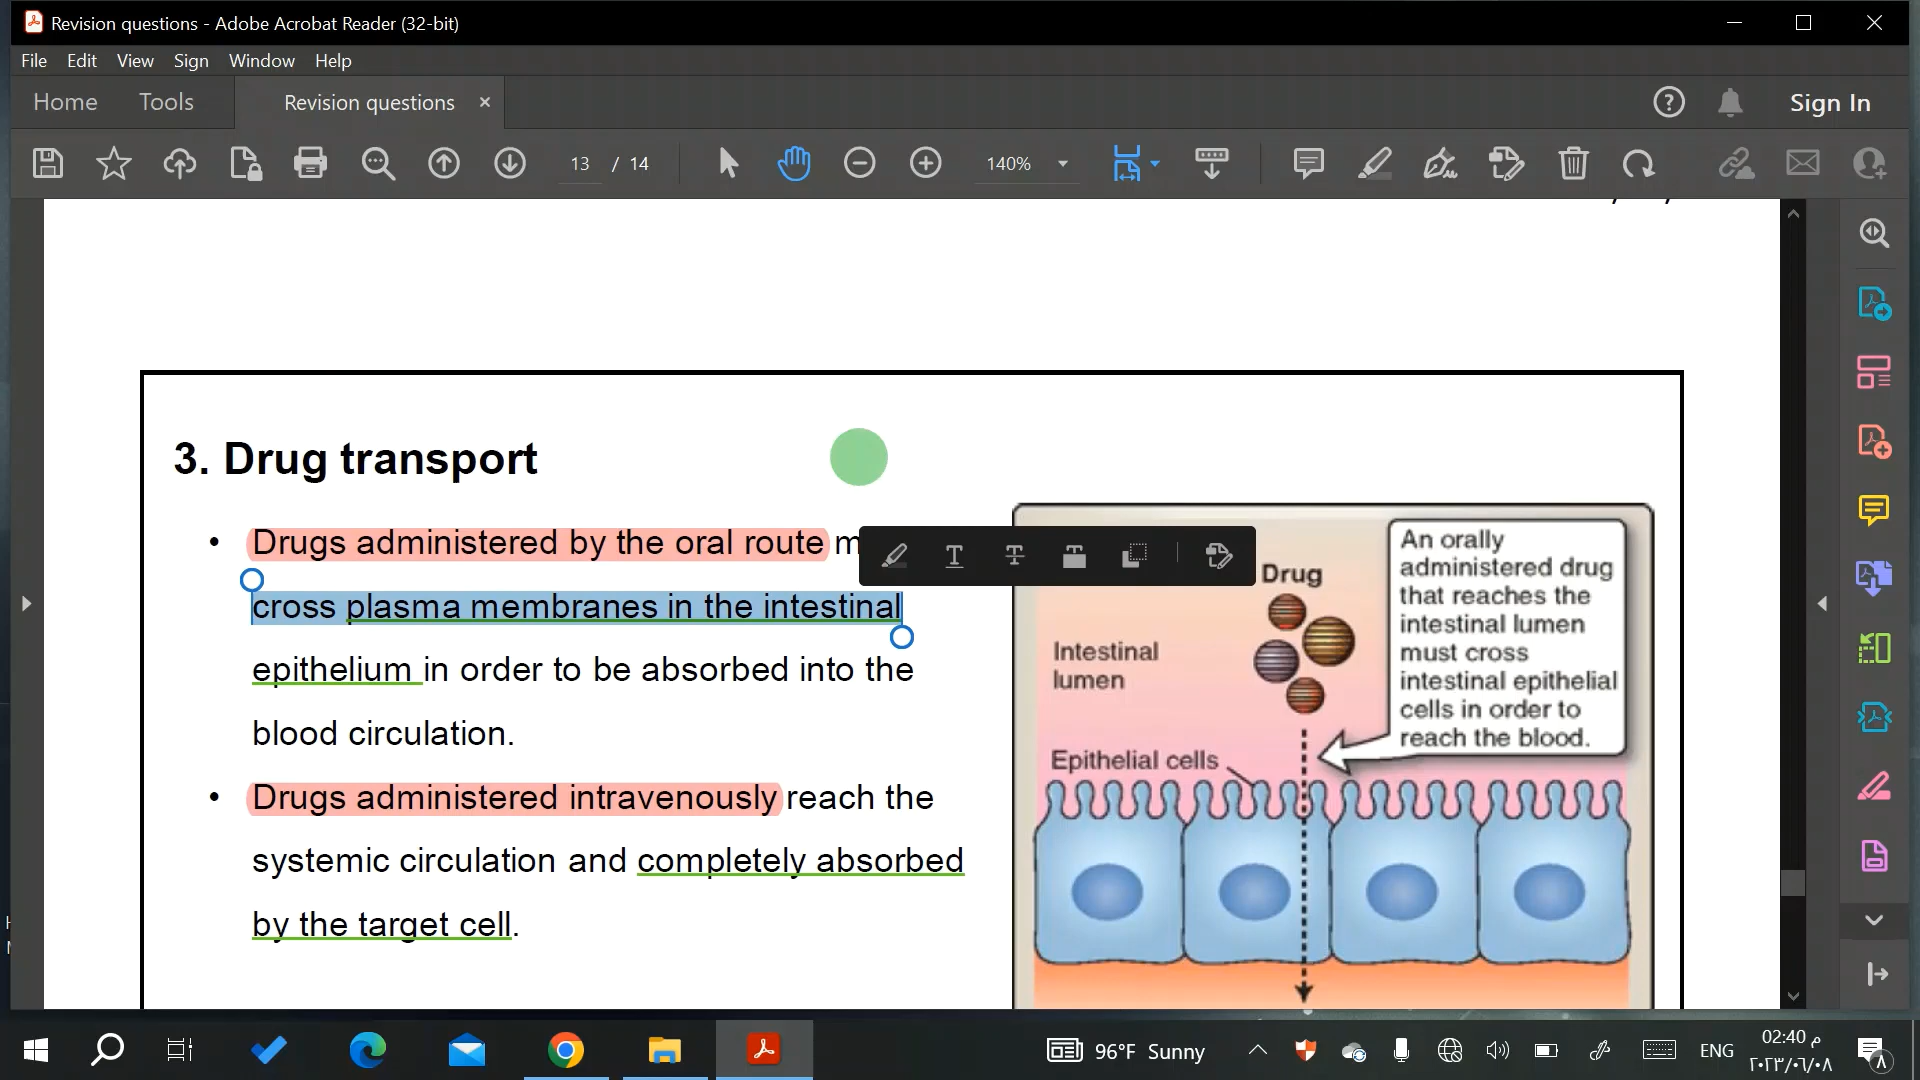 Revision questions - Adobe Acrobat Reader (32-bit)
File Edit View Sign Window Help
Home Tools Revision questions × Sign In
13 / 14 140%
3. Drug transport
• Drugs administered by the oral route m
cross plasma membranes in the intestinal
epithelium in order to be absorbed into the
blood circulation.
• Drugs administered intravenously reach the
systemic circulation and completely absorbed
by the target cell.
Drug
An orally
administered drug
that reaches the
intestinal lumen
must cross
intestinal epithelial
cells in order to
reach the blood.
Intestinal
lumen
Epithelial cells
96°F Sunny
ENG
02:40 م
٢٠٢٣/٠٦/٠٨
٨